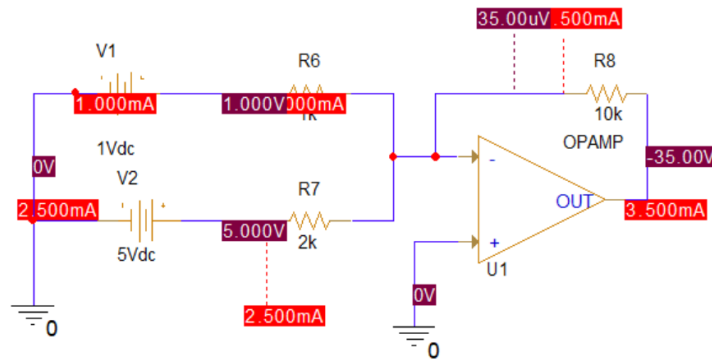 35.00uV .500mA
V1
R6
R8
1.000mA
1.000V 000mA
1k
10k
OPAMP
1Vdc
-
-35.00V
0V
V2
R7
2.500mA
OUT
3.500mA
5.000V
5Vdc
2k
+
U1
0V
2.500mA
0
0